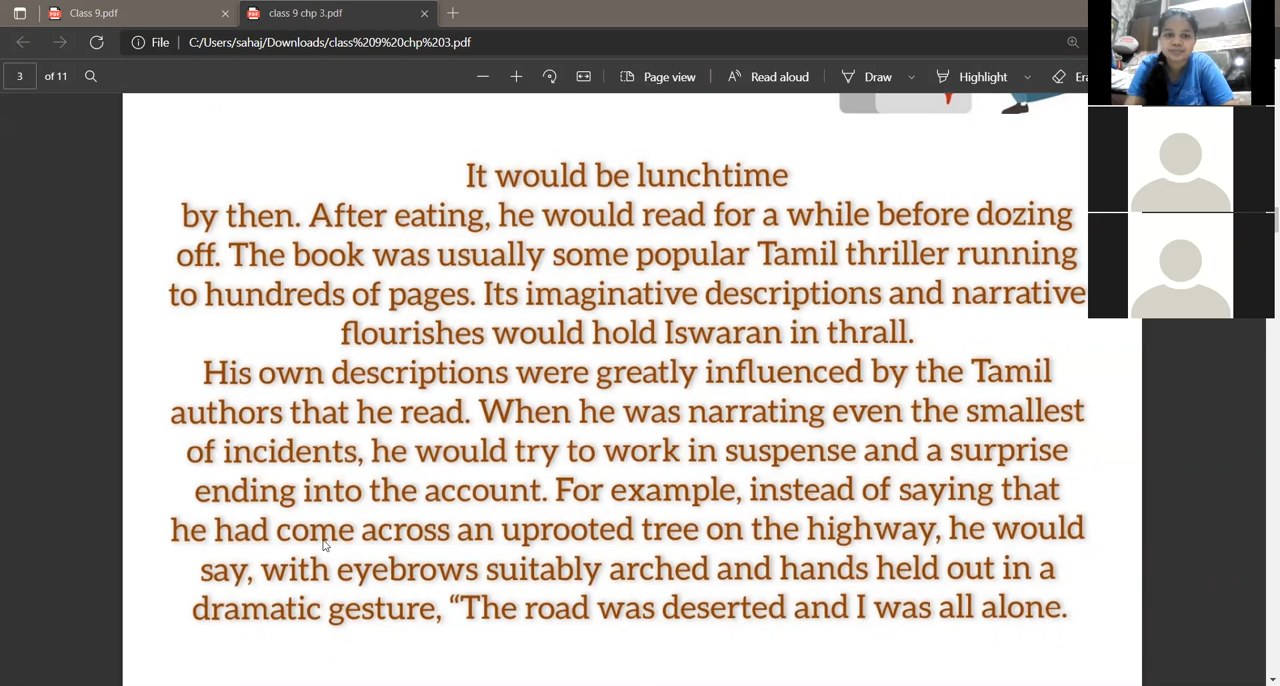 Class 9.pdf
class 9 chp 3.pdf
File
C:/Users/sahaj/Downloads/class%209%20chp%203.pdf
3 of 11
Page view
Read aloud
Draw
Highlight
It would be lunchtime
by then. After eating, he would read for a while before dozing
off. The book was usually some popular Tamil thriller running
to hundreds of pages. Its imaginative descriptions and narrative
flourishes would hold Iswaran in thrall.
His own descriptions were greatly influenced by the Tamil
authors that he read. When he was narrating even the smallest
of incidents, he would try to work in suspense and a surprise
ending into the account. For example, instead of saying that
he had come across an uprooted tree on the highway, he would
say, with eyebrows suitably arched and hands held out in a
dramatic gesture, “The road was deserted and I was all alone.